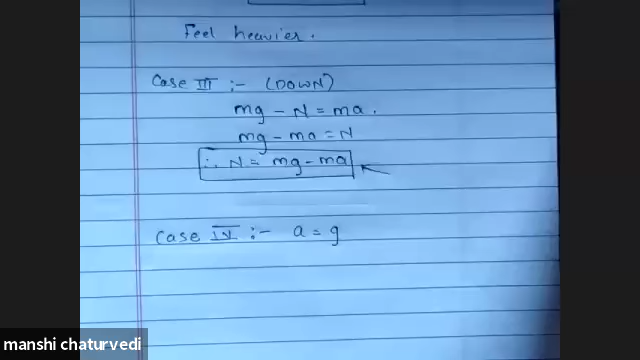 Feel heavier.
Case III :- (DOWN)
mg - N = ma.
mg - ma = N
∴ N = mg - ma
Case IV :- a = g
manshi chaturvedi